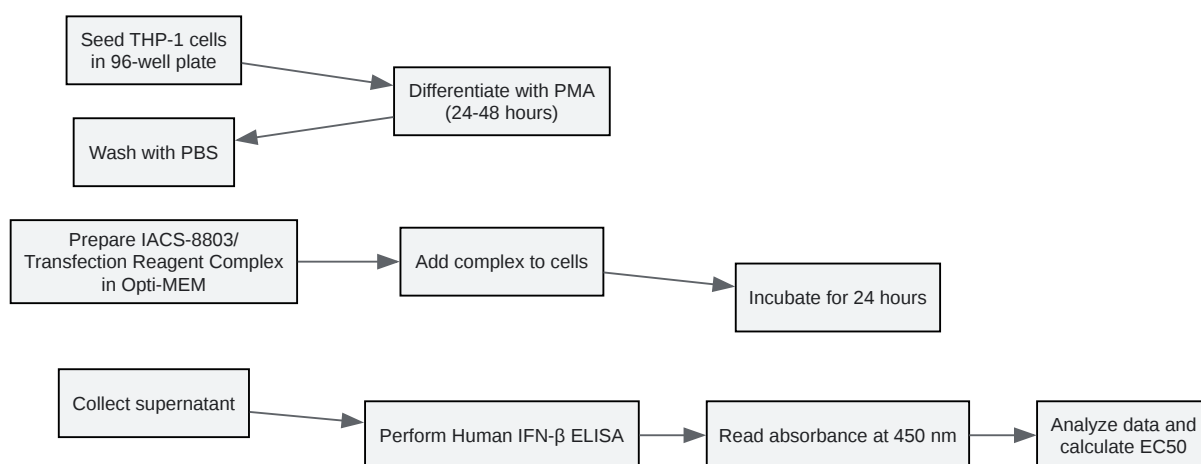 Seed THP-1 cells
in 96-well plate
Differentiate with PMA
(24-48 hours)
Wash with PBS
Prepare IACS-8803/
Transfection Reagent Complex
in Opti-MEM
Add complex to cells
Incubate for 24 hours
Collect supernatant
Perform Human IFN-β ELISA
Read absorbance at 450 nm
Analyze data and
calculate EC50